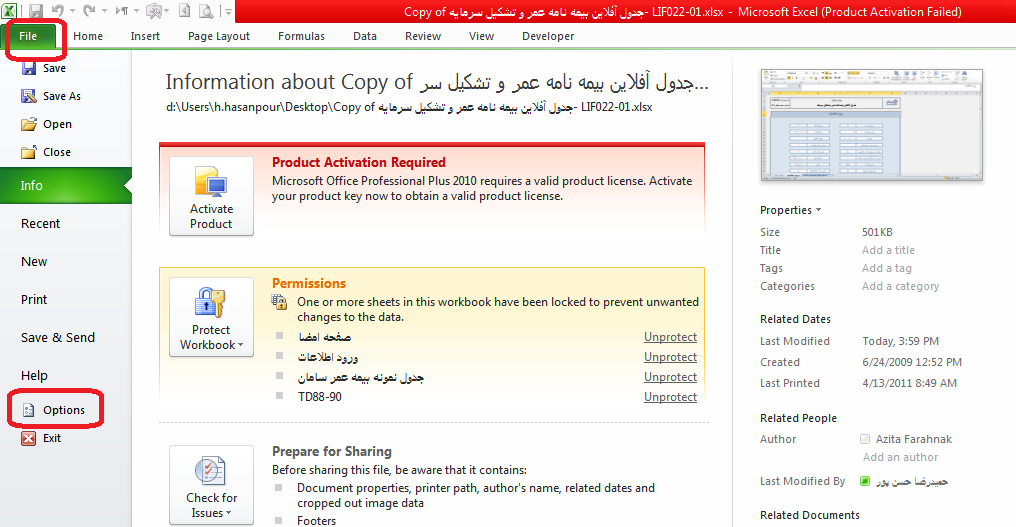 Copy of جدول آفلاین بیمه نامه عمر و تشکیل سرمایه- LIF022-01.xlsx - Microsoft Excel (Product Activation Failed)
File Home Insert Page Layout Formulas Data Review View Developer
Save
Save As
Open
Close
Info
Recent
New
Print
Save & Send
Help
Options
Exit
Information about Copy of جدول آفلاین بیمه نامه عمر و تشکیل سر...
d:\Users\h.hasanpour\Desktop\Copy of جدول آفلاین بیمه نامه عمر و تشکیل سرمایه- LIF022-01.xlsx
Activate Product
Product Activation Required
Microsoft Office Professional Plus 2010 requires a valid product license. Activate
your product key now to obtain a valid product license.
Protect Workbook
Permissions
One or more sheets in this workbook have been locked to prevent unwanted
changes to the data.
صفحه امضا Unprotect
ورود اطلاعات Unprotect
جدول نمونه بیمه عمر سامان Unprotect
TD88-90 Unprotect
Check for Issues
Prepare for Sharing
Before sharing this file, be aware that it contains:
Document properties, printer path, author's name, related dates and
cropped out image data
Footers
Properties
Size 501KB
Title Add a title
Tags Add a tag
Categories Add a category
Related Dates
Last Modified Today, 3:59 PM
Created 6/24/2009 12:52 PM
Last Printed 4/13/2011 8:49 AM
Related People
Author Azita Farahnak
Add an author
Last Modified By حمیدرضا حسن پور
Related Documents